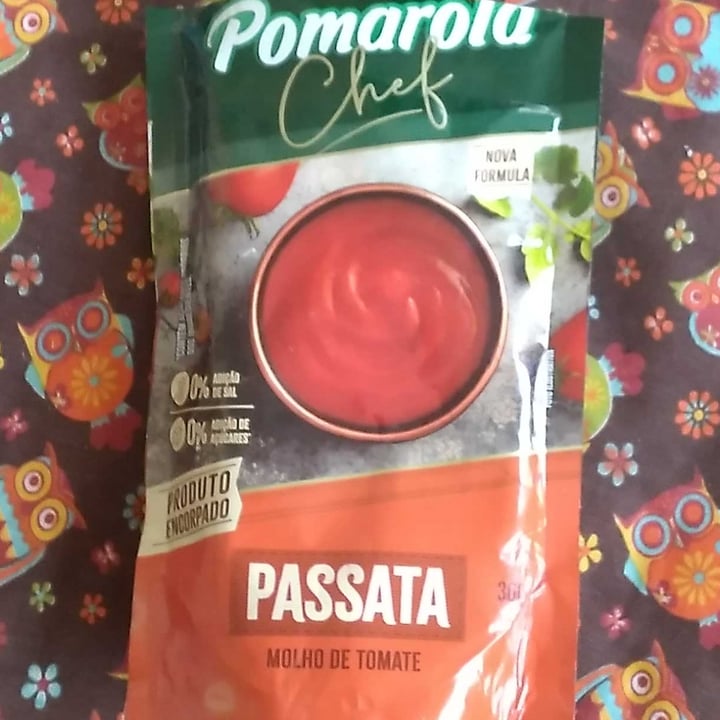 Pomarola
Chef
NOVA
FÓRMULA
0% ADIÇÃO
DE SAL
0% ADIÇÃO DE
AÇÚCARES*
PRODUTO
ENCORPADO
PASSATA
MOLHO DE TOMATE